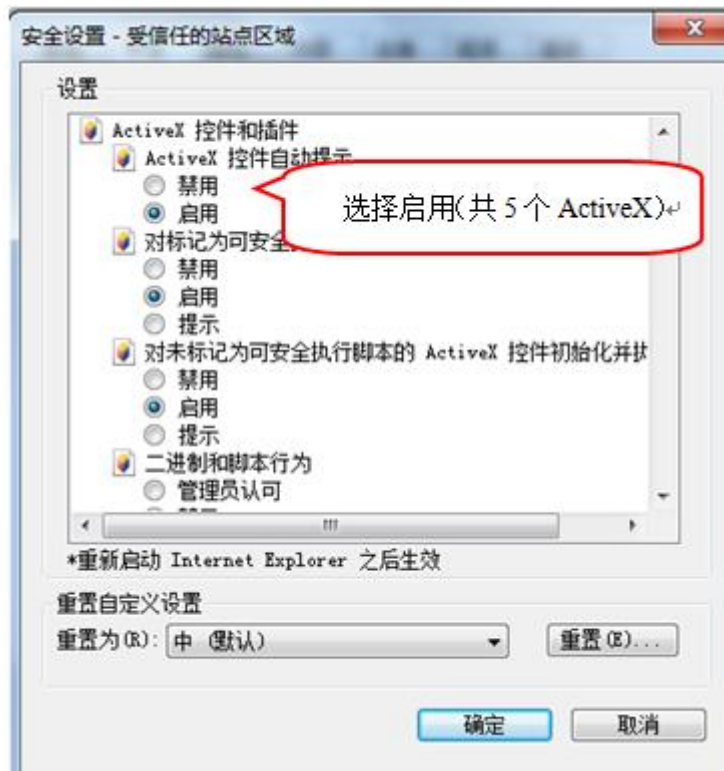 安全设置 - 受信任的站点区域
设置
ActiveX 控件和插件
ActiveX 控件自动提示
禁用
启用
选择启用(共 5 个 ActiveX)↵
对标记为可安全
禁用
启用
提示
对未标记为可安全执行脚本的 ActiveX 控件初始化并执
禁用
启用
提示
二进制和脚本行为
管理员认可
*重新启动 Internet Explorer 之后生效
重置自定义设置
重置为(R): 中 (默认) 重置(E)...
确定 取消